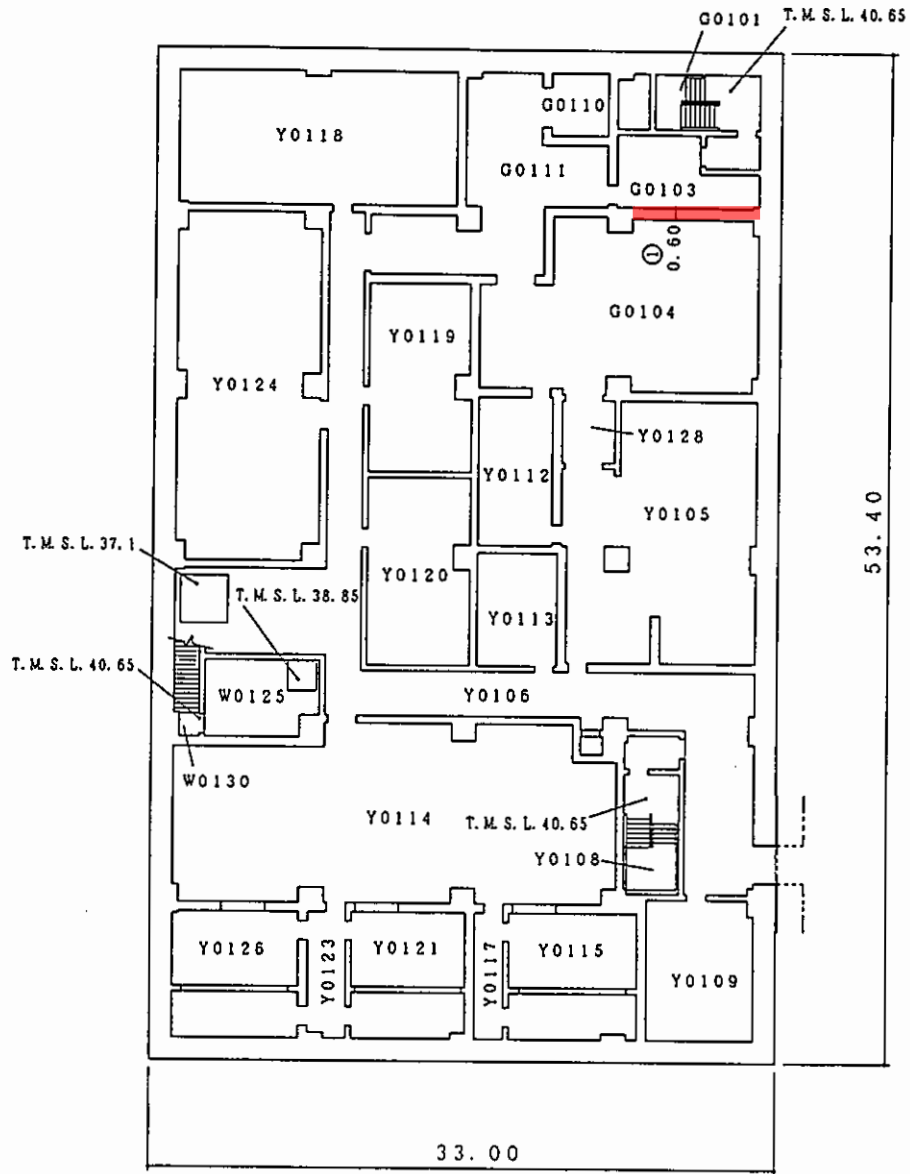 G0101
T.M.S.L.40.65
Y0118
G0110
G0111
G0103
①
0.60
G0104
Y0119
Y0124
Y0128
Y0112
Y0105
53.40
T.M.S.L.37.1
T.M.S.L.38.85
Y0120
Y0113
T.M.S.L.40.65
W0125
Y0106
W0130
Y0114
T.M.S.L.40.65
Y0108
Y0126
Y0123
Y0121
Y0117
Y0115
Y0109
33.00